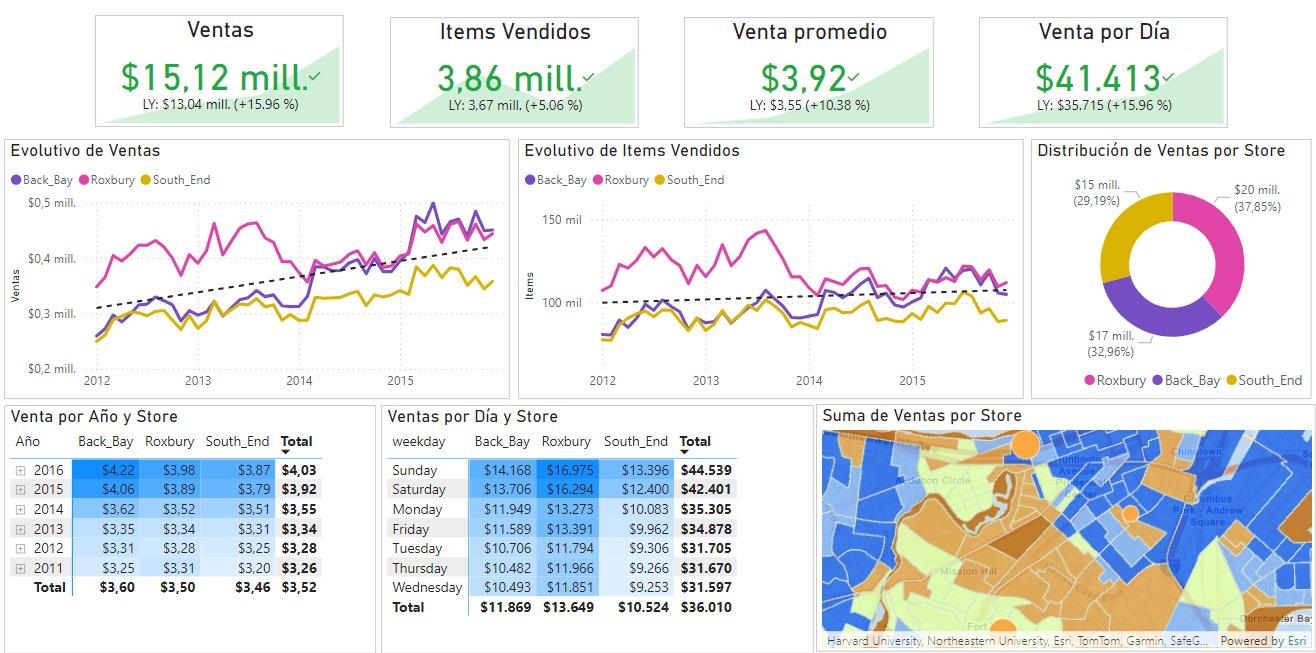 Ventas
$15,12 mill.
LY: $13,04 mill. (+15.96 %)
Items Vendidos
3,86 mill.
LY: 3,67 mill. (+5.06 %)
Venta promedio
$3,92
LY: $3,55 (+10.38 %)
Venta por Día
$41.413
LY: $35.715 (+15.96 %)
Evolutivo de Ventas
Back_Bay Roxbury South_End
Ventas
$0,5 mill.
$0,4 mill.
$0,3 mill.
$0,2 mill.
2012 2013 2014 2015
Evolutivo de Items Vendidos
Back_Bay Roxbury South_End
Items
150 mil
100 mil
2012 2013 2014 2015
Distribución de Ventas por Store
$15 mill.
(29,19%)
$20 mill.
(37,85%)
$17 mill.
(32,96%)
Roxbury Back_Bay South_End
Venta por Año y Store
Año Back_Bay Roxbury South_End Total
2016 $4,22 $3,98 $3,87 $4,03
2015 $4,06 $3,89 $3,79 $3,92
2014 $3,62 $3,52 $3,51 $3,55
2013 $3,35 $3,34 $3,31 $3,34
2012 $3,31 $3,28 $3,25 $3,28
2011 $3,25 $3,31 $3,20 $3,26
Total $3,60 $3,50 $3,46 $3,52
Ventas por Día y Store
weekday Back_Bay Roxbury South_End Total
Sunday $14.168 $16.975 $13.396 $44.539
Saturday $13.706 $16.294 $12.400 $42.401
Monday $11.949 $13.273 $10.083 $35.305
Friday $11.589 $13.391 $9.962 $34.878
Tuesday $10.706 $11.794 $9.306 $31.705
Thursday $10.482 $11.966 $9.266 $31.670
Wednesday $10.493 $11.851 $9.253 $31.597
Total $11.869 $13.649 $10.524 $36.010
Suma de Ventas por Store
Chinatown
Huntington
Avenue
Audubon Circle
Center
Columbus
Park - Andrew
Square
Mission Hill
Fort
Dorchester Bay
Harvard University, Northeastern University, Esri, TomTom, Garmin, SafeG... Powered by Esri